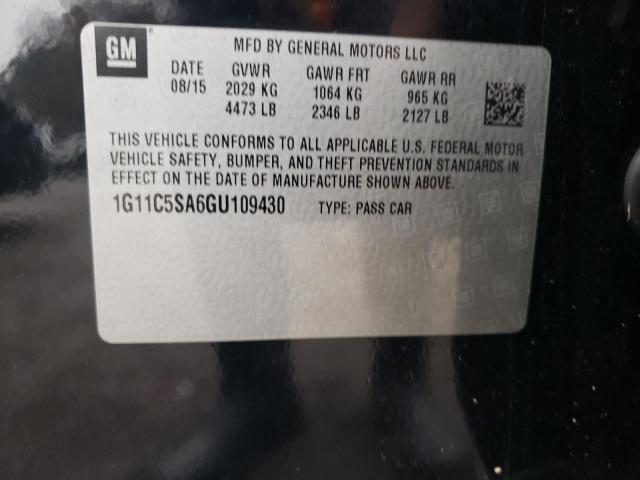 GM
MFD BY GENERAL MOTORS LLC
DATE GVWR GAWR FRT GAWR RR
08/15 2029 KG 1064 KG 965 KG
4473 LB 2346 LB 2127 LB
THIS VEHICLE CONFORMS TO ALL APPLICABLE U.S. FEDERAL MOTOR
VEHICLE SAFETY, BUMPER, AND THEFT PREVENTION STANDARDS IN
EFFECT ON THE DATE OF MANUFACTURE SHOWN ABOVE.
1G11C5SA6GU109430 TYPE: PASS CAR